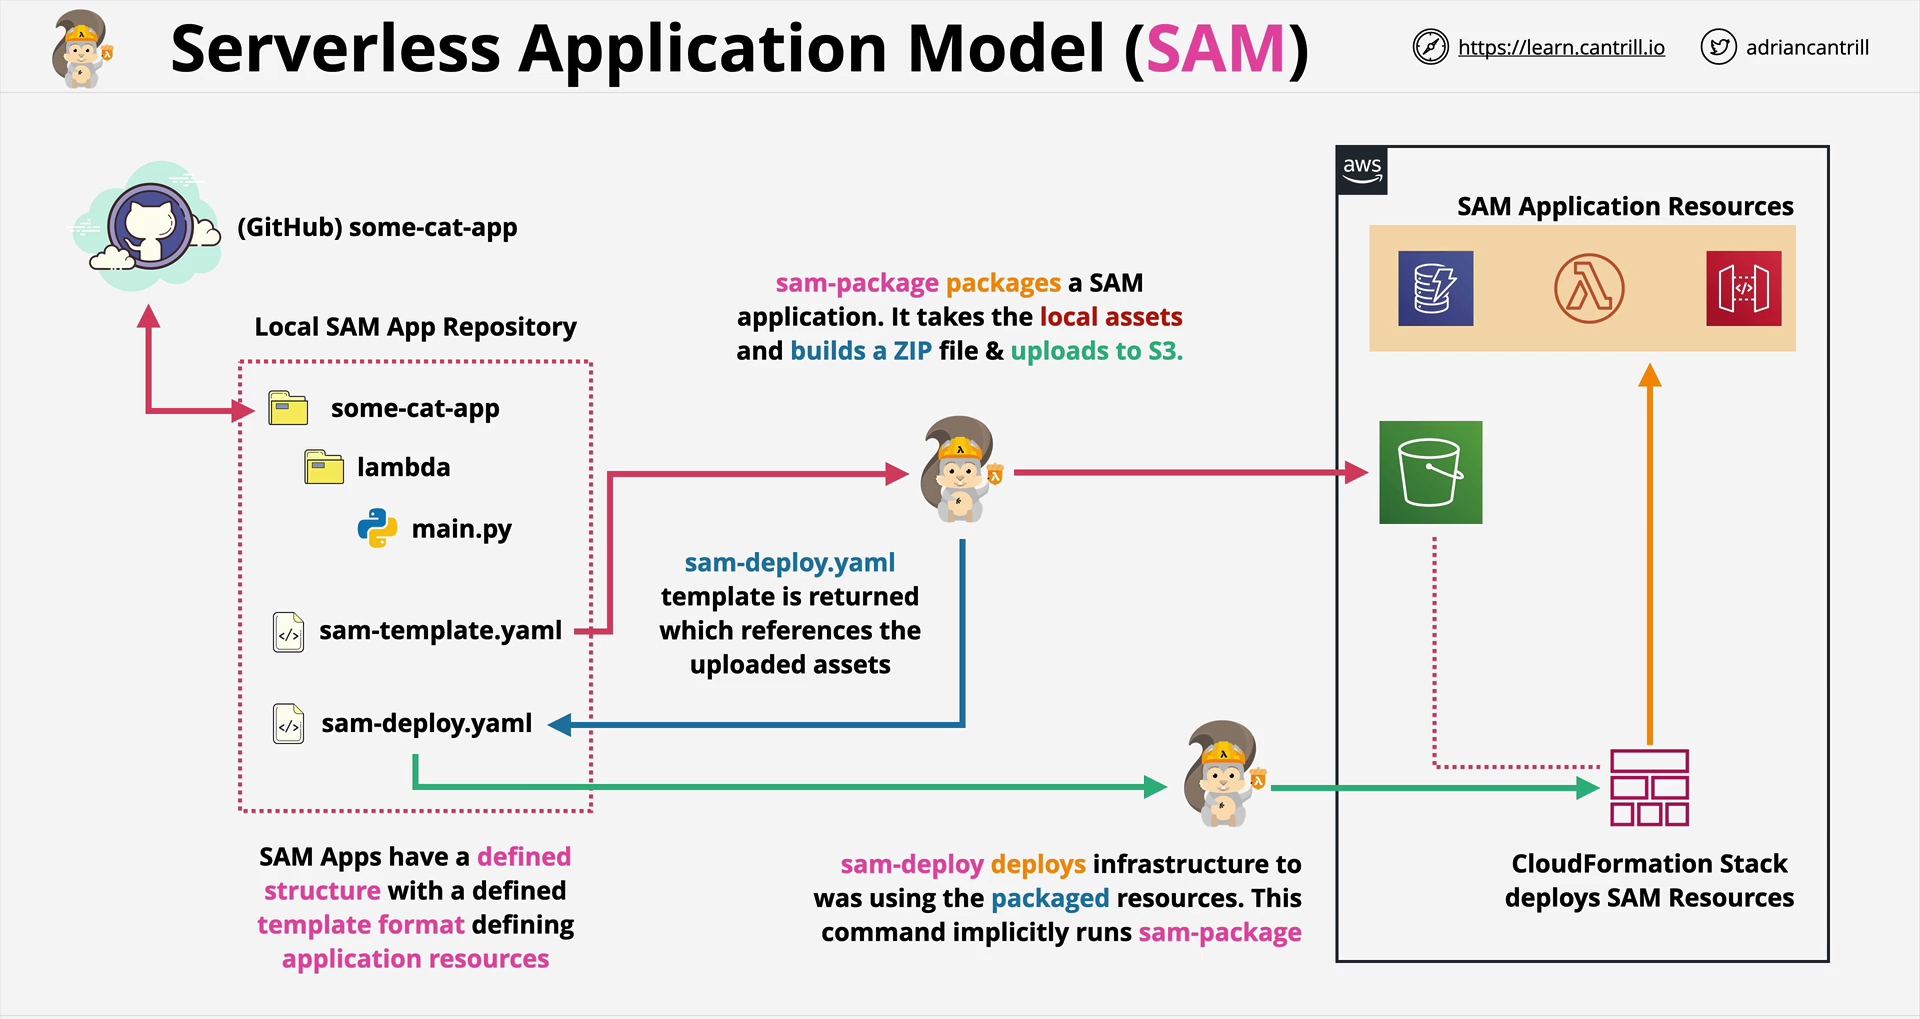 Serverless Application Model (SAM)
https://learn.cantrill.io
adriancantrill
(GitHub) some-cat-app
Local SAM App Repository
some-cat-app
lambda
main.py
sam-template.yaml
sam-deploy.yaml
SAM Apps have a defined
structure with a defined
template format defining
application resources
sam-package packages a SAM
application. It takes the local assets
and builds a ZIP file & uploads to S3.
sam-deploy.yaml
template is returned
which references the
uploaded assets
sam-deploy deploys infrastructure to
was using the packaged resources. This
command implicitly runs sam-package
aws
SAM Application Resources
CloudFormation Stack
deploys SAM Resources